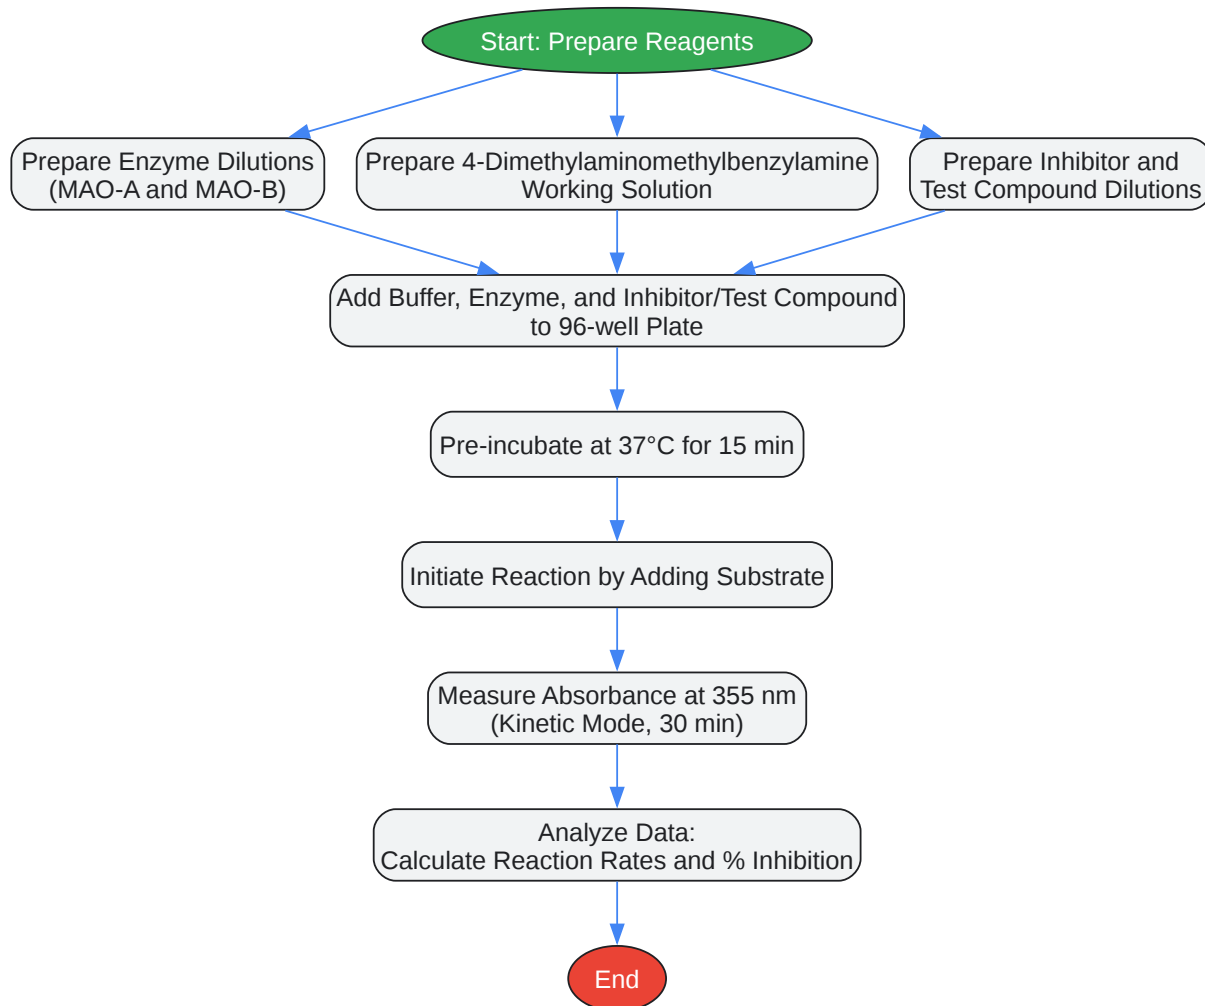 Start: Prepare Reagents
Prepare Enzyme Dilutions
(MAO-A and MAO-B)
Prepare 4-Dimethylaminomethylbenzylamine
Working Solution
Prepare Inhibitor and
Test Compound Dilutions
Add Buffer, Enzyme, and Inhibitor/Test Compound
to 96-well Plate
Pre-incubate at 37°C for 15 min
Initiate Reaction by Adding Substrate
Measure Absorbance at 355 nm
(Kinetic Mode, 30 min)
Analyze Data:
Calculate Reaction Rates and % Inhibition
End